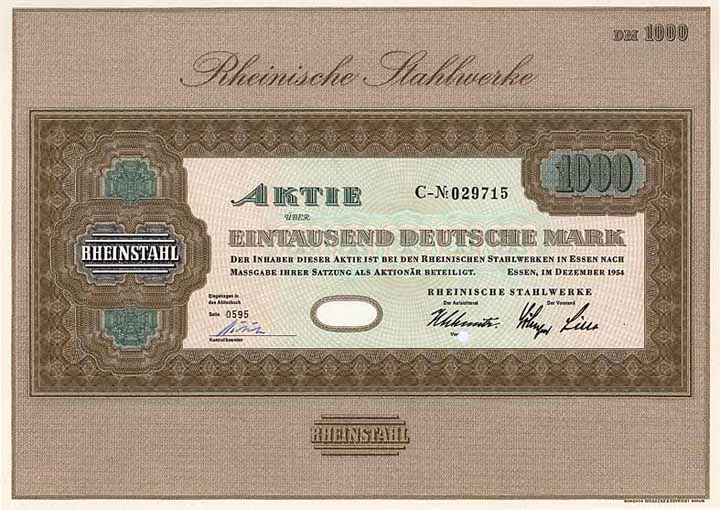 DM 1000
Rheinische Stahlwerke
AKTIE
C-№ 029715
1000
ÜBER
EINTAUSEND DEUTSCHE MARK
RHEINSTAHL
DER INHABER DIESER AKTIE IST BEI DEN RHEINISCHEN STAHLWERKEN IN ESSEN NACH
MASSGABE IHRER SATZUNG ALS AKTIONÄR BETEILIGT. ESSEN, IM DEZEMBER 1954
RHEINISCHE STAHLWERKE
Eingetragen in
das Aktienbuch
Der Aufsichtsrat Der Vorstand
Seite 0595
Kontrollbeamter
RHEINSTAHL